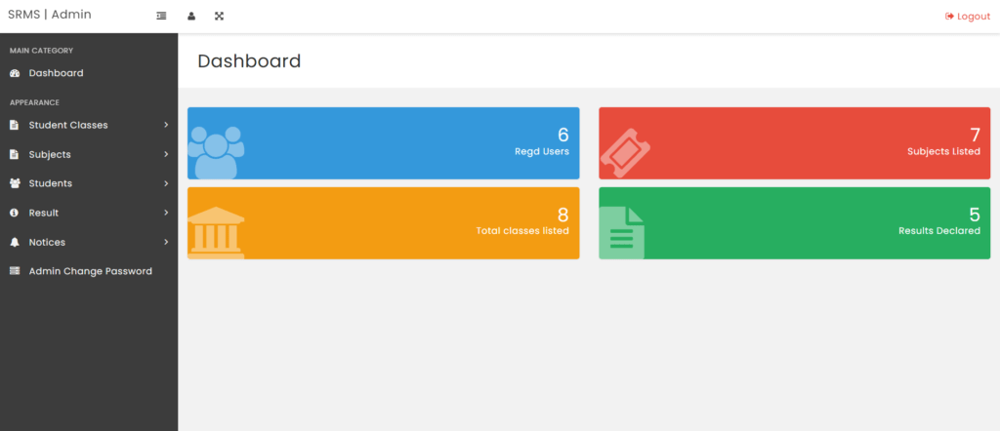 SRMS | Admin
Logout
MAIN CATEGORY
Dashboard
APPEARANCE
Student Classes
Subjects
Students
Result
Notices
Admin Change Password
Dashboard
6
Regd Users
7
Subjects Listed
8
Total classes listed
5
Results Declared